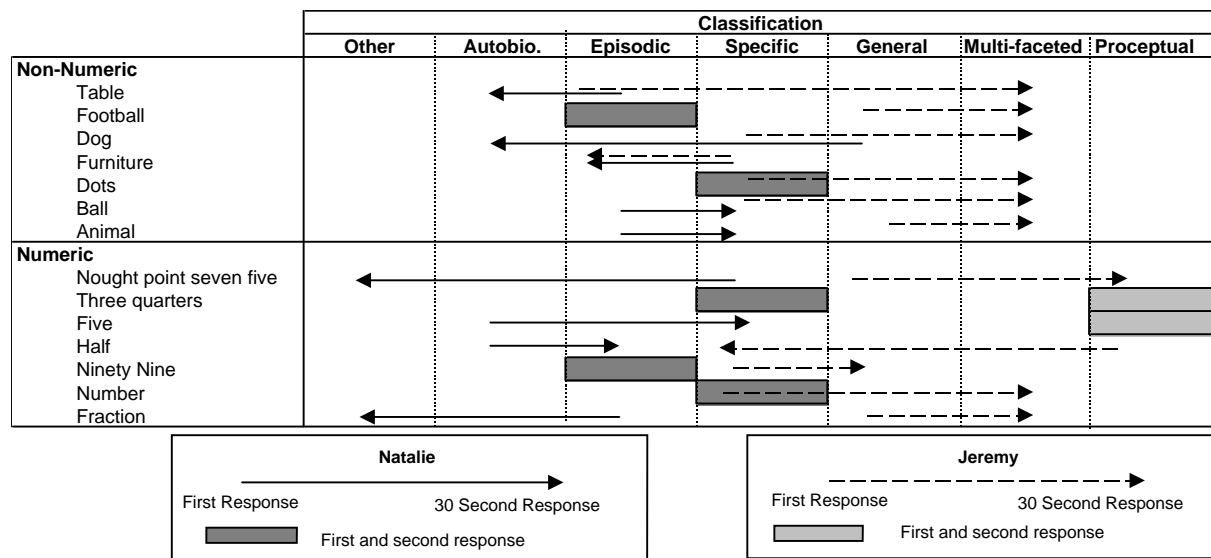 Classification
Other Autobio. Episodic Specific General Multi-faceted Proceptual
Non-Numeric
Table
Football
Dog
Furniture
Dots
Ball
Animal
Numeric
Nought point seven five
Three quarters
Five
Half
Ninety Nine
Number
Fraction
Natalie
First Response 30 Second Response
First and second response
Jeremy
First Response 30 Second Response
First and second response